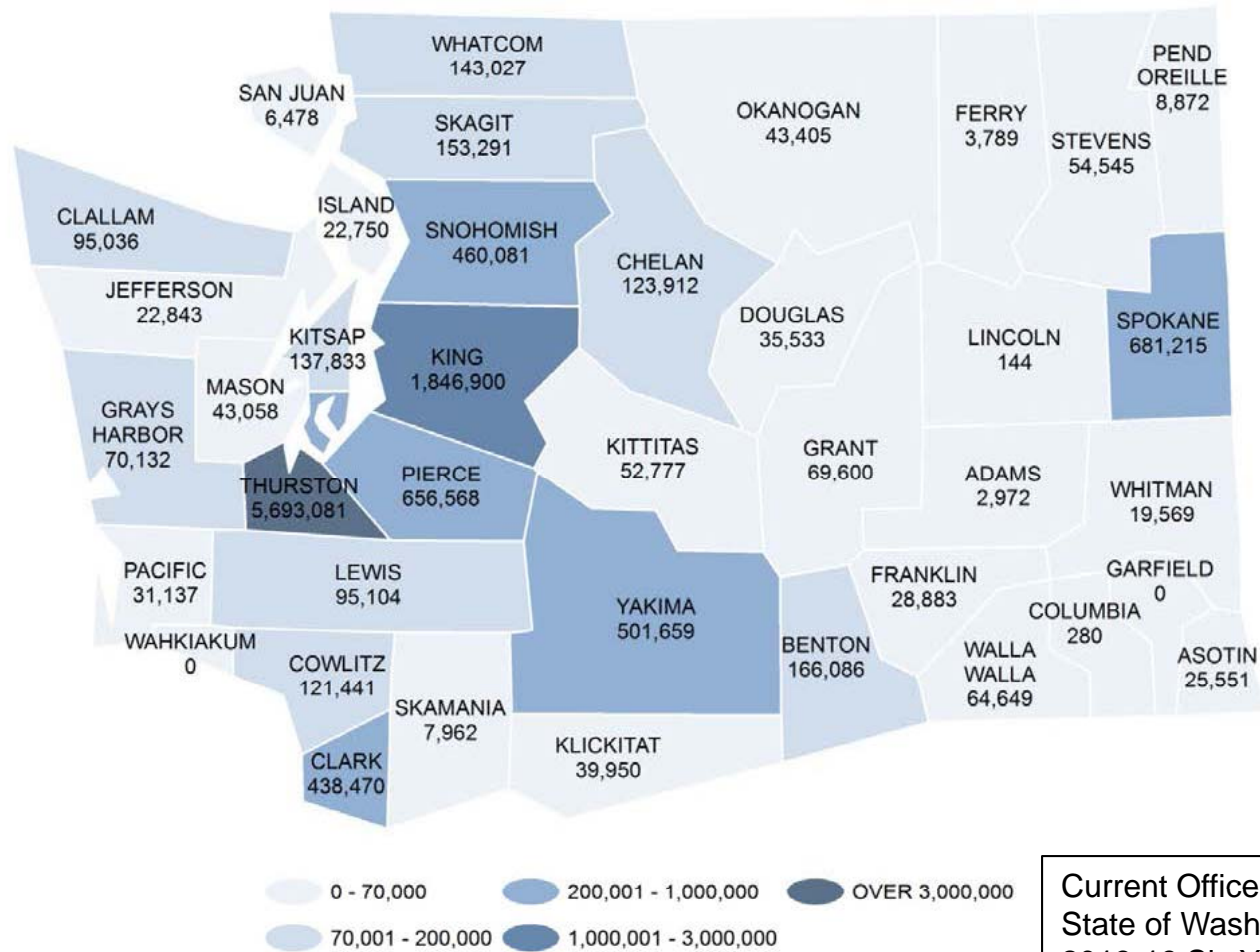 WHATCOM
143,027
SAN JUAN
6,478
SKAGIT
153,291
OKANOGAN
43,405
FERRY
3,789
STEVENS
54,545
PEND
OREILLE
8,872
CLALLAM
95,036
ISLAND
22,750
SNOHOMISH
460,081
CHELAN
123,912
JEFFERSON
22,843
DOUGLAS
35,533
KITSAP
137,833
KING
1,846,900
LINCOLN
144
SPOKANE
681,215
MASON
43,058
GRAYS
HARBOR
70,132
KITTITAS
52,777
GRANT
69,600
THURSTON
5,693,081
PIERCE
656,568
ADAMS
2,972
WHITMAN
19,569
PACIFIC
31,137
LEWIS
95,104
YAKIMA
501,659
FRANKLIN
28,883
GARFIELD
0
COLUMBIA
280
WAHKIAKUM
0
COWLITZ
121,441
BENTON
166,086
WALLA
WALLA
64,649
ASOTIN
25,551
SKAMANIA
7,962
KLICKITAT
39,950
CLARK
438,470
0 - 70,000
200,001 - 1,000,000
OVER 3,000,000
70,001 - 200,000
1,000,001 - 3,000,000
Current Office
State of Wash